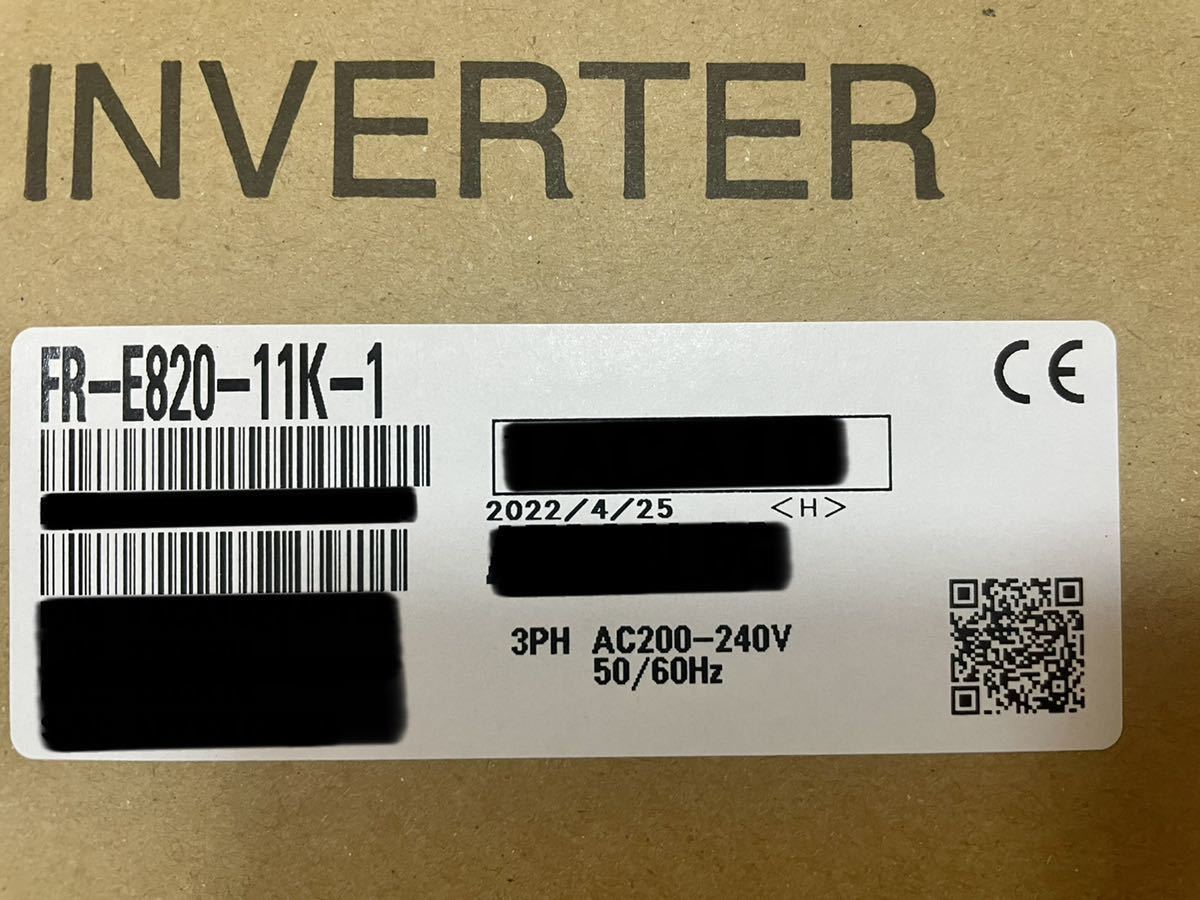 INVERTER
FR-E820-11K-1
CE
2022/4/25 <H>
3PH AC200-240V
50/60Hz